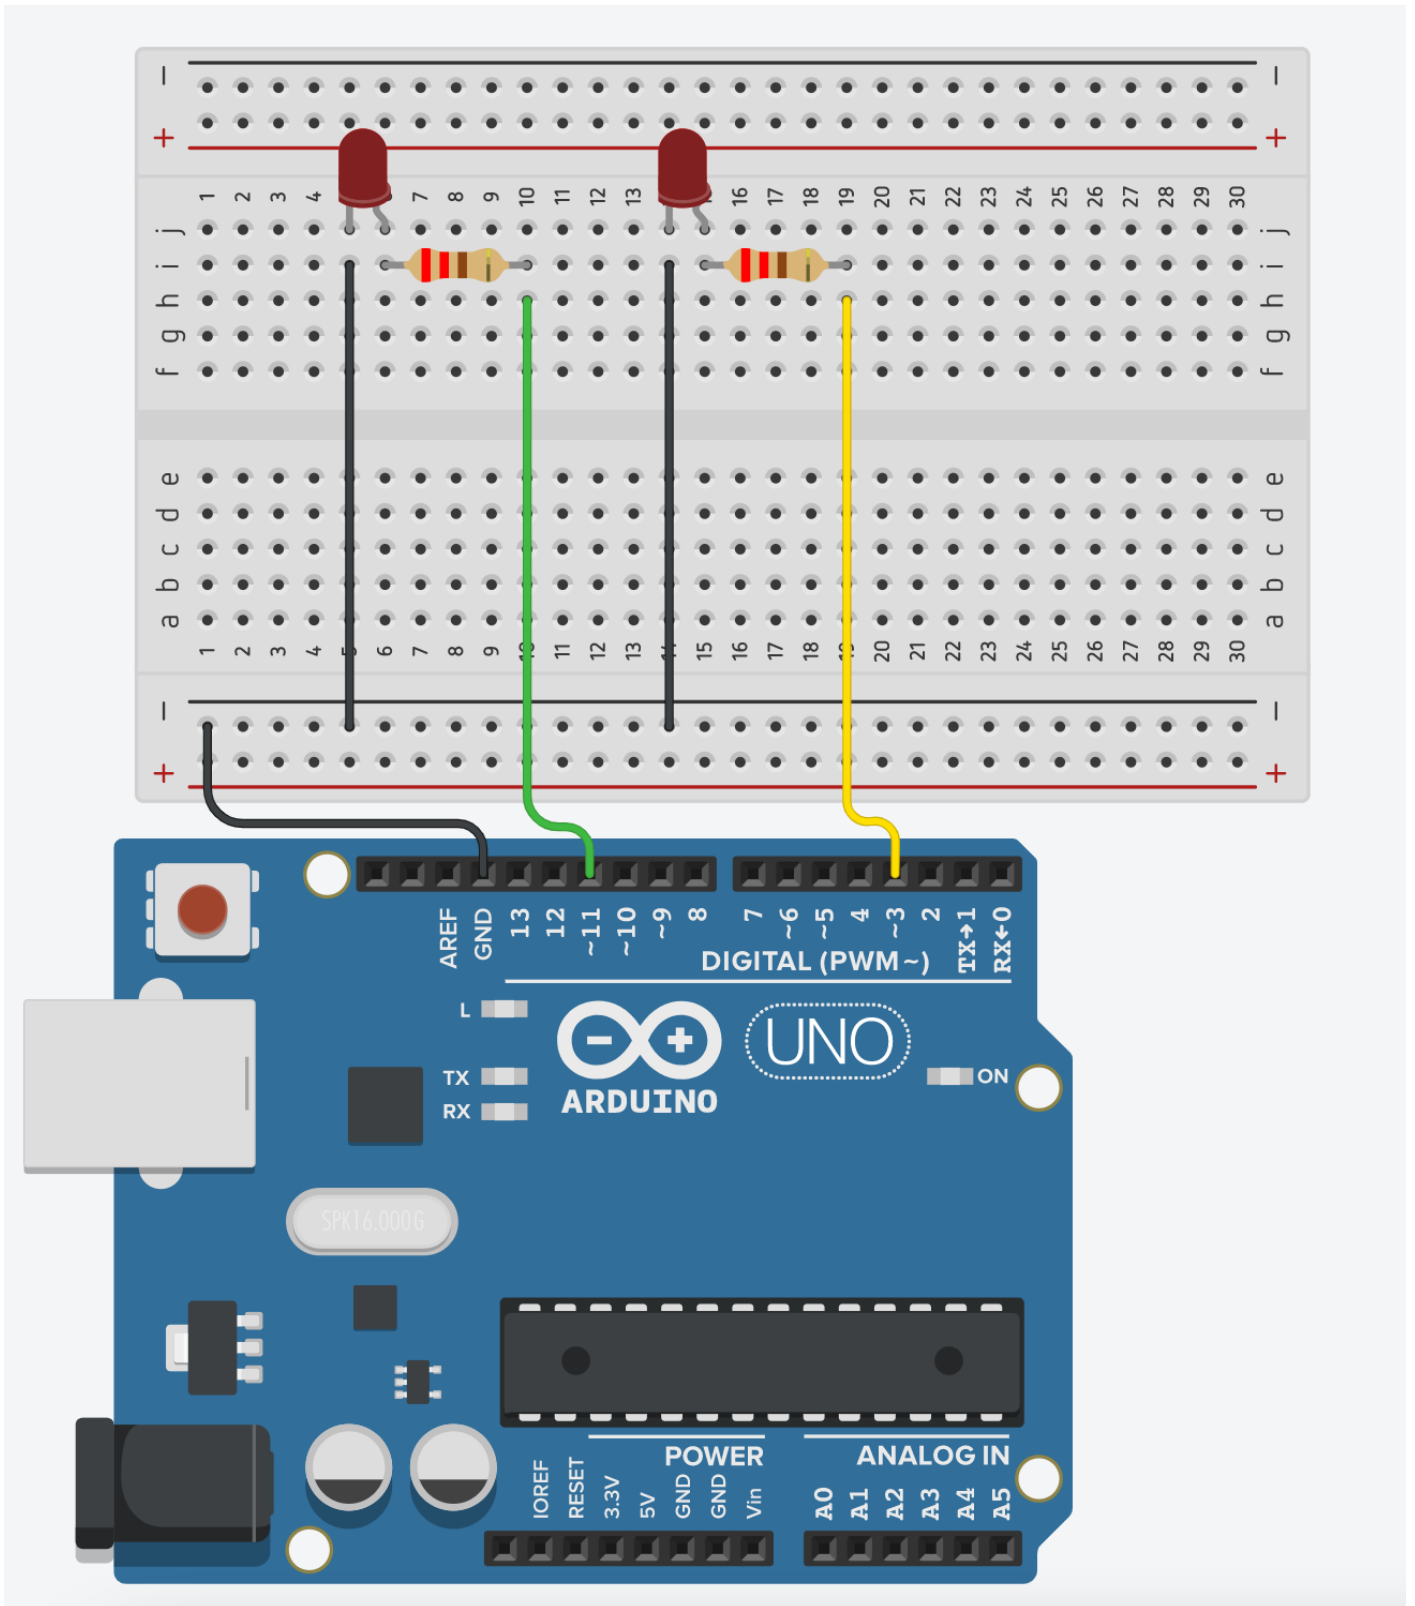 − −
+ +
1 2 3 4 7 8 9 10 11 12 13 16 17 18 19 20 21 22 23 24 25 26 27 28 29 30
j j
i i
h h
g g
f f
e e
d d
c c
b b
a a
1 2 3 4 5 6 7 8 9 10 11 12 13 14 15 16 17 18 19 20 21 22 23 24 25 26 27 28 29 30
− −
+ +
AREF GND 13 12 ~11 ~10 ~9 8 7 ~6 ~5 4 ~3 2 TX→1 RX←0
DIGITAL (PWM~)
L
− + UNO
TX ON
RX ARDUINO
SPK16.000G
POWER ANALOG IN
IOREF RESET 3.3V 5V GND GND Vin A0 A1 A2 A3 A4 A5